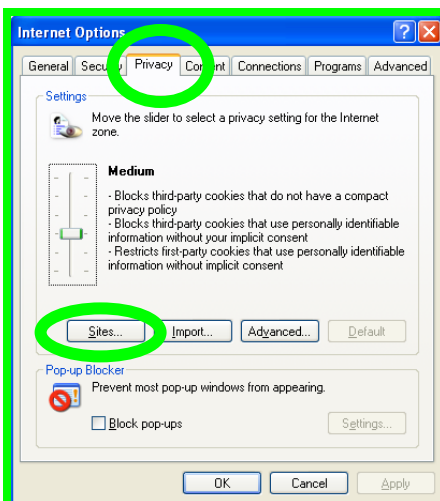 Internet Options
General Security Privacy Content Connections Programs Advanced
Settings
Move the slider to select a privacy setting for the Internet
zone.
Medium
- Blocks third-party cookies that do not have a compact
privacy policy
- Blocks third-party cookies that use personally identifiable
information without your implicit consent
- Restricts first-party cookies that use personally identifiable
information without implicit consent
Sites... Import... Advanced... Default
Pop-up Blocker
Prevent most pop-up windows from appearing.
Block pop-ups Settings...
OK Cancel Apply